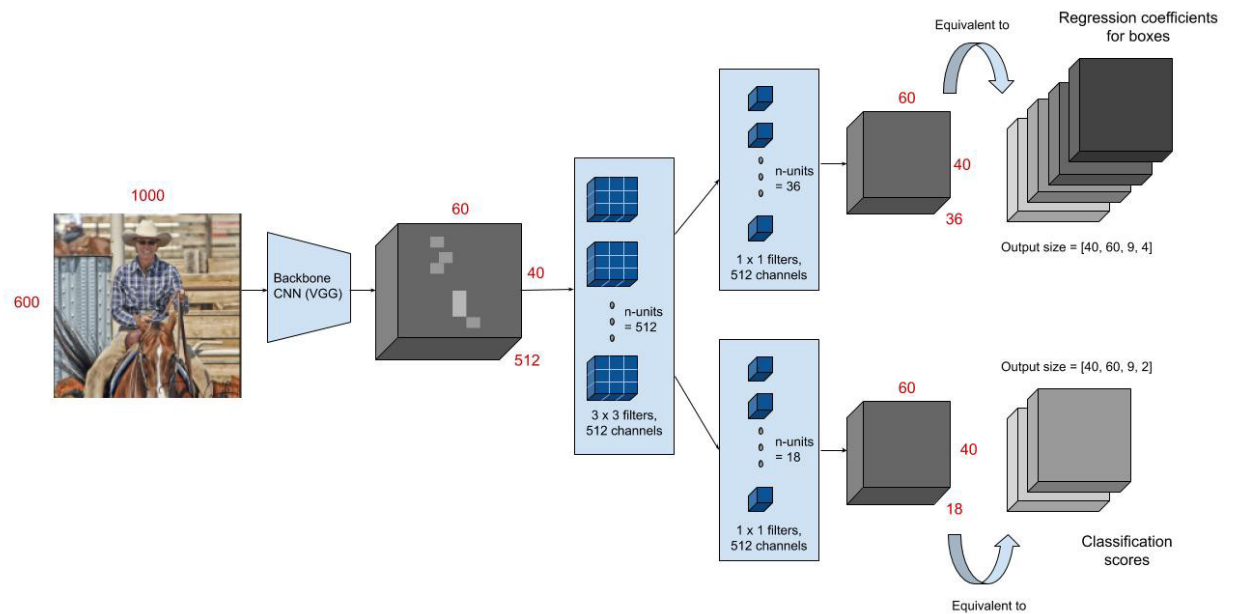 1000
600
Backbone
CNN (VGG)
60
40
512
n-units
= 512
3 x 3 filters,
512 channels
n-units
= 36
1 x 1 filters,
512 channels
60
40
36
Equivalent to
Regression coefficients
for boxes
Output size = [40, 60, 9, 4]
n-units
= 18
1 x 1 filters,
512 channels
60
40
18
Output size = [40, 60, 9, 2]
Classification
scores
Equivalent to